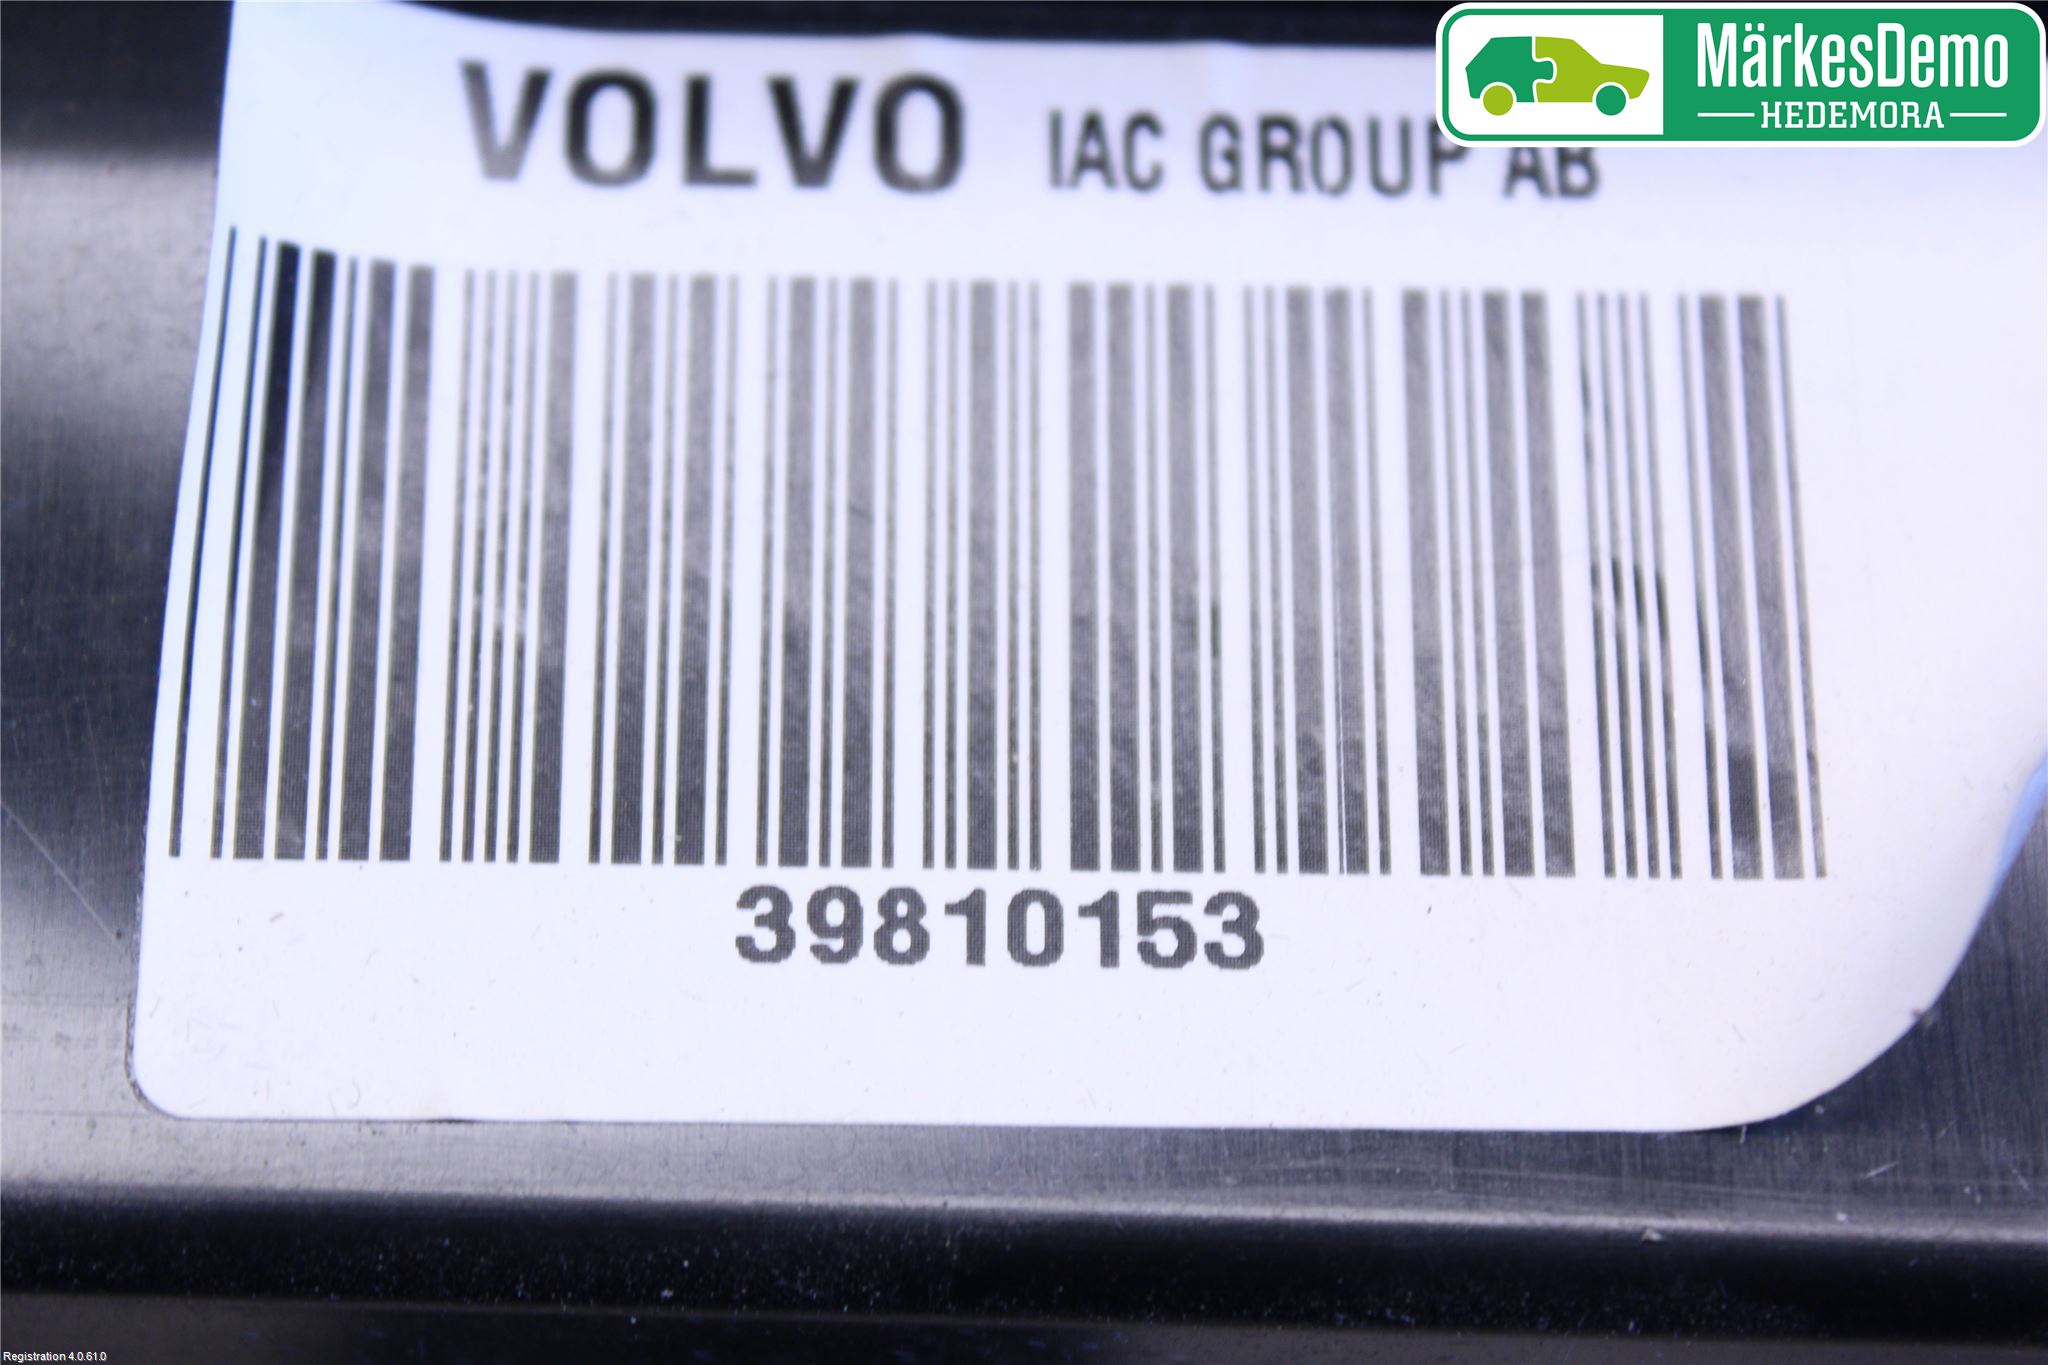 VOLVO IAC GROUP AB
MärkesDemo
HEDEMORA
39810153
Registration 4.0.61.0